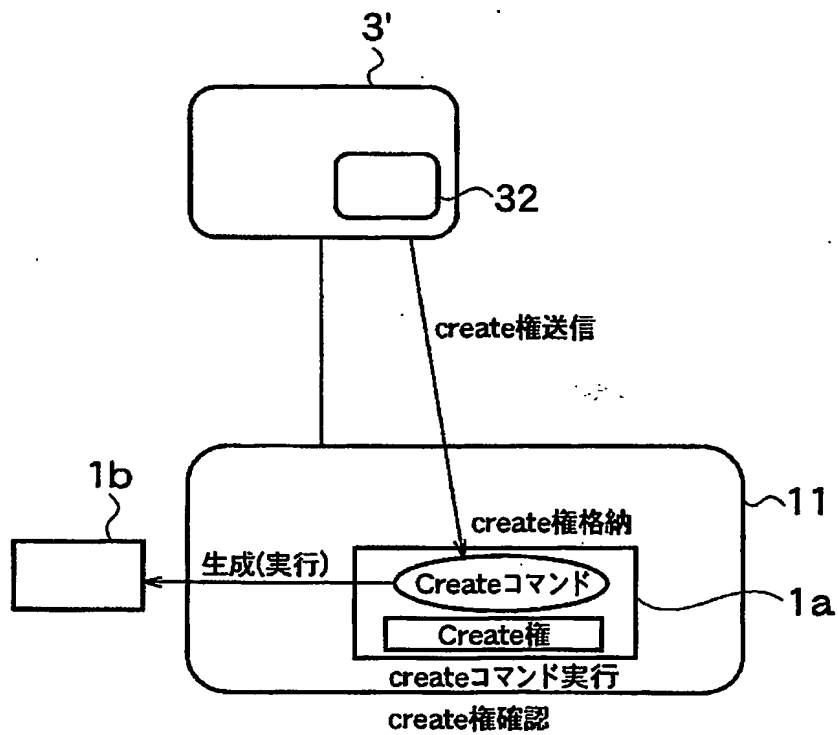 3'
32
create権送信
1b
11
create権格納
生成(実行)
Createコマンド
1a
Create権
createコマンド実行
create権確認